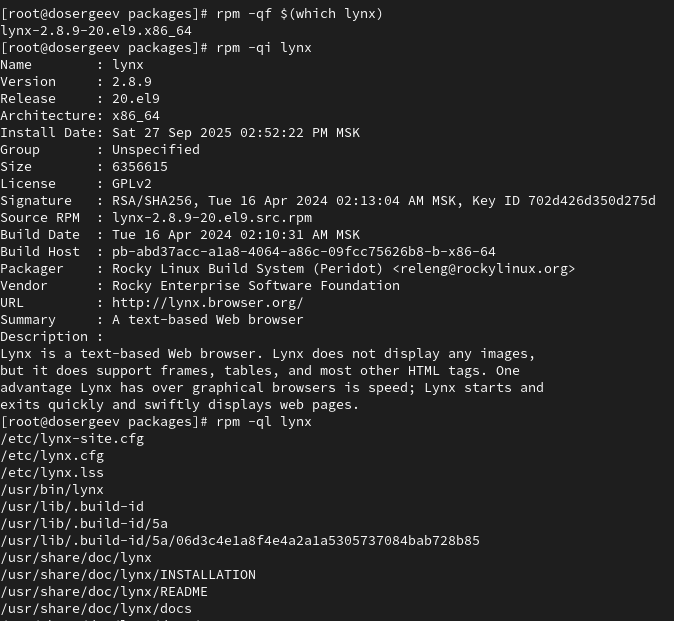 [root@dosergeev packages]# rpm -qf $(which lynx)
lynx-2.8.9-20.el9.x86_64
[root@dosergeev packages]# rpm -qi lynx
Name        : lynx
Version     : 2.8.9
Release     : 20.el9
Architecture: x86_64
Install Date: Sat 27 Sep 2025 02:52:22 PM MSK
Group       : Unspecified
Size        : 6356615
License     : GPLv2
Signature   : RSA/SHA256, Tue 16 Apr 2024 02:13:04 AM MSK, Key ID 702d426d350d275d
Source RPM  : lynx-2.8.9-20.el9.src.rpm
Build Date  : Tue 16 Apr 2024 02:10:31 AM MSK
Build Host  : pb-abd37acc-a1a8-4064-a86c-09fcc75626b8-b-x86-64
Packager    : Rocky Linux Build System (Peridot) <releng@rockylinux.org>
Vendor      : Rocky Enterprise Software Foundation
URL         : http://lynx.browser.org/
Summary     : A text-based Web browser
Description :
Lynx is a text-based Web browser. Lynx does not display any images,
but it does support frames, tables, and most other HTML tags. One
advantage Lynx has over graphical browsers is speed; Lynx starts and
exits quickly and swiftly displays web pages.
[root@dosergeev packages]# rpm -ql lynx
/etc/lynx-site.cfg
/etc/lynx.cfg
/etc/lynx.lss
/usr/bin/lynx
/usr/lib/.build-id
/usr/lib/.build-id/5a
/usr/lib/.build-id/5a/06d3c4e1a8f4e4a2a1a5305737084bab728b85
/usr/share/doc/lynx
/usr/share/doc/lynx/INSTALLATION
/usr/share/doc/lynx/README
/usr/share/doc/lynx/docs